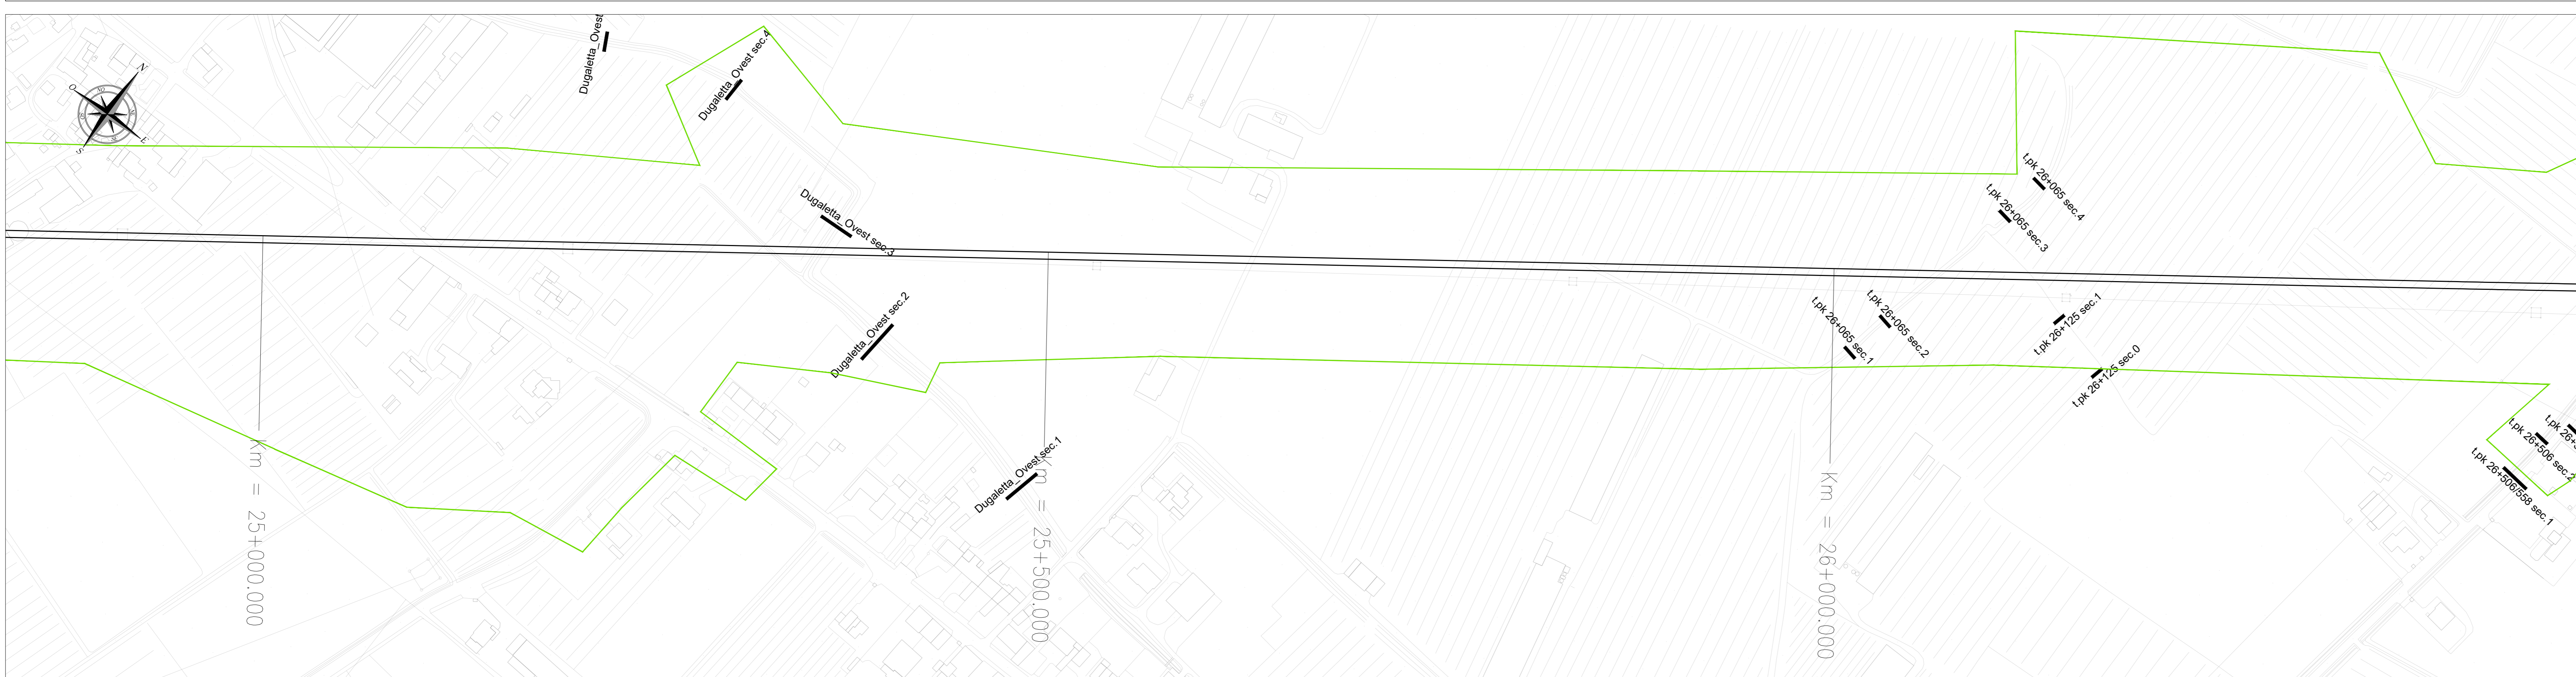 Dugaletta_Ovest
Dugaletta_Ovest sec.4
N
O
E
S
t.pk 26+065 sec.4
t.pk 26+065 sec.3
Dugaletta_Ovest sec.3
Dugaletta_Ovest sec.2
t.pk 26+065 sec.1
t.pk 26+065 sec.2
t.pk 26+125 sec.1
t.pk 26+125 sec.0
Dugaletta_Ovest sec.1
t.pk 26+506 sec.2
t.pk 26+506/558 sec.1
Km = 25+000.000
Km = 25+500.000
Km = 26+000.000